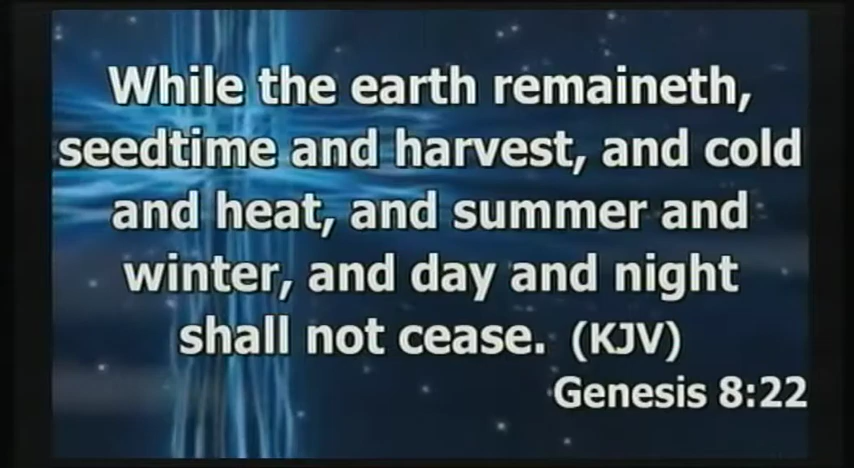 While the earth remaineth,
seedtime and harvest, and cold
and heat, and summer and
winter, and day and night
shall not cease. (KJV)
Genesis 8:22